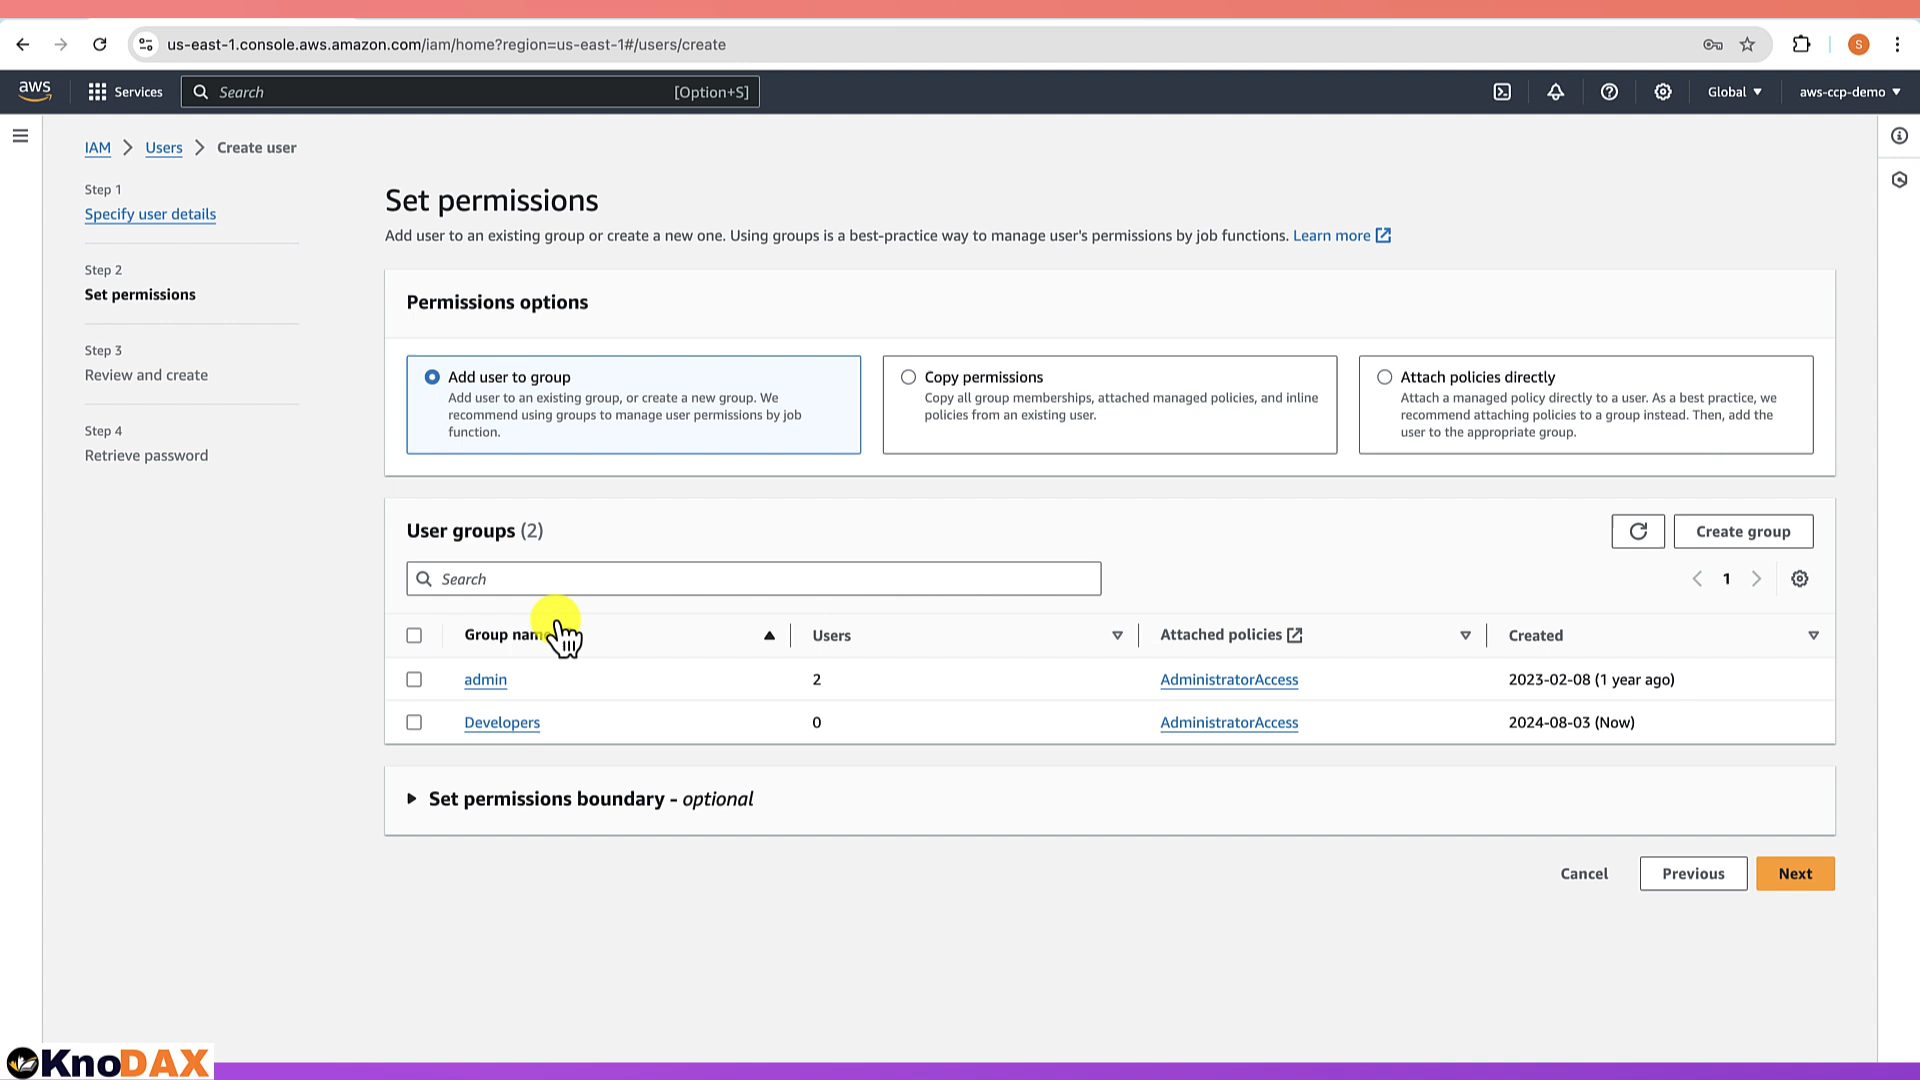 us-east-1.console.aws.amazon.com/iam/home?region=us-east-1#/users/create
S
aws
Services
Search
[Option+S]
Global
aws-ccp-demo
IAM
Users
Create user
Step 1
Specify user details
Step 2
Set permissions
Step 3
Review and create
Step 4
Retrieve password
Set permissions
Add user to an existing group or create a new one. Using groups is a best-practice way to manage user's permissions by job functions. Learn more
Permissions options
Add user to group
Add user to an existing group, or create a new group. We
recommend using groups to manage user permissions by job
function.
Copy permissions
Copy all group memberships, attached managed policies, and inline
policies from an existing user.
Attach policies directly
Attach a managed policy directly to a user. As a best practice, we
recommend attaching policies to a group instead. Then, add the
user to the appropriate group.
User groups (2)
Create group
Search
1
Group name
Users
Attached policies
Created
admin
2
AdministratorAccess
2023-02-08 (1 year ago)
Developers
0
AdministratorAccess
2024-08-03 (Now)
Set permissions boundary - optional
Cancel
Previous
Next
KnoDAX